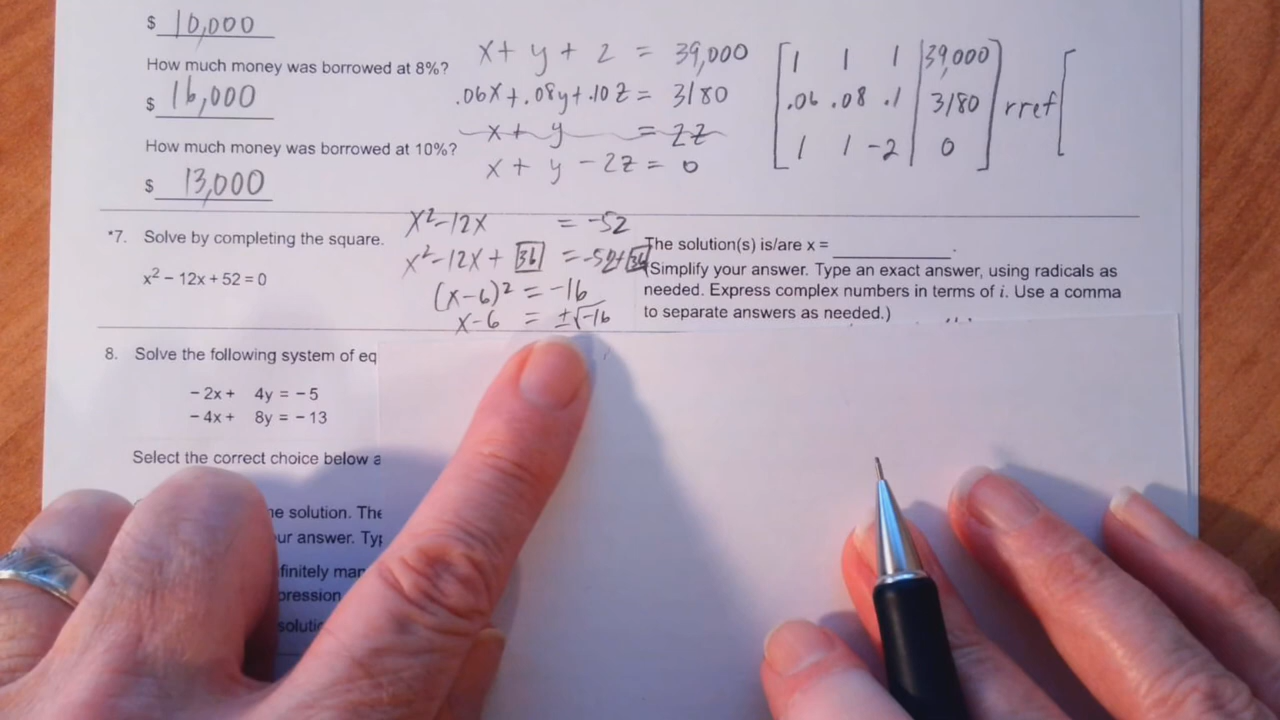 $ 10,000
How much money was borrowed at 8%?
$ 16,000
How much money was borrowed at 10%?
$ 13,000
x + y + z = 39,000
.06x + .08y + .10z = 3180
x + y = 2z
x + y - 2z = 0
1 1 1 39,000
.06 .08 .1 3180
1 1 -2 0
rref [
*7. Solve by completing the square.
x² − 12x + 52 = 0
x² - 12x = -52
x² - 12x + 36 = -52 + 36
(x - 6)² = -16
x - 6 = ±√-16
The solution(s) is/are x = ________.
(Simplify your answer. Type an exact answer, using radicals as
needed. Express complex numbers in terms of i. Use a comma
to separate answers as needed.)
8. Solve the following system of eq
− 2x + 4y = − 5
− 4x + 8y = − 13
Select the correct choice below a
ne solution. The
ur answer. Typ
finitely mar
pression
solutio